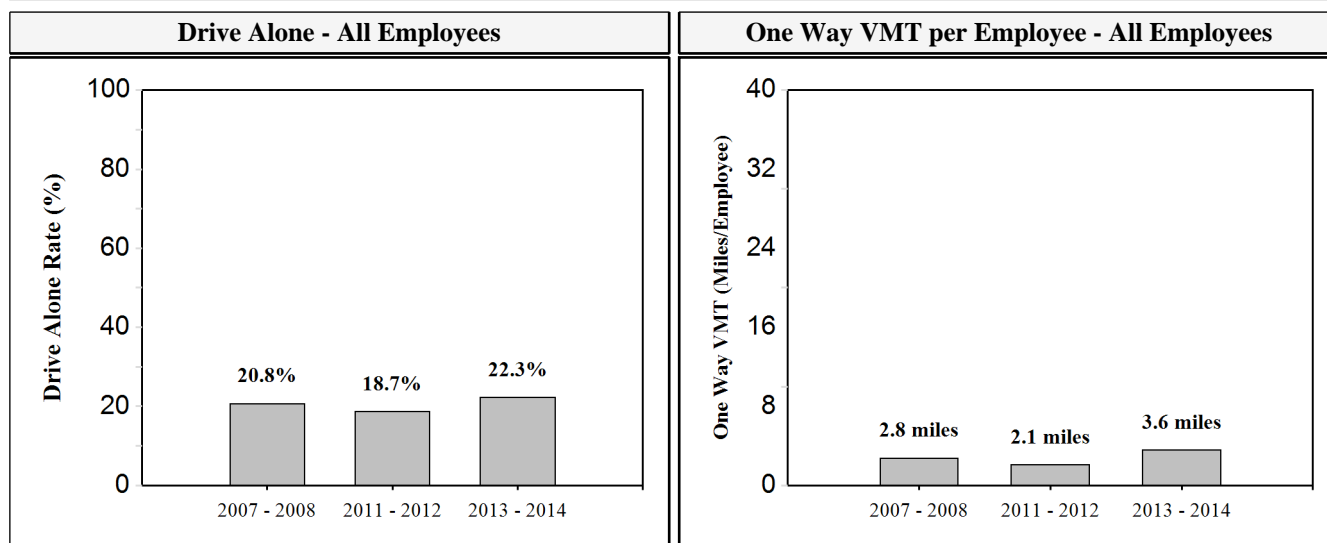 Drive Alone - All Employees
One Way VMT per Employee - All Employees
Drive Alone Rate (%)
100
80
60
40
20
0
20.8%
18.7%
22.3%
2007 - 2008
2011 - 2012
2013 - 2014
One Way VMT (Miles/Employee)
40
32
24
16
8
0
2.8 miles
2.1 miles
3.6 miles
2007 - 2008
2011 - 2012
2013 - 2014